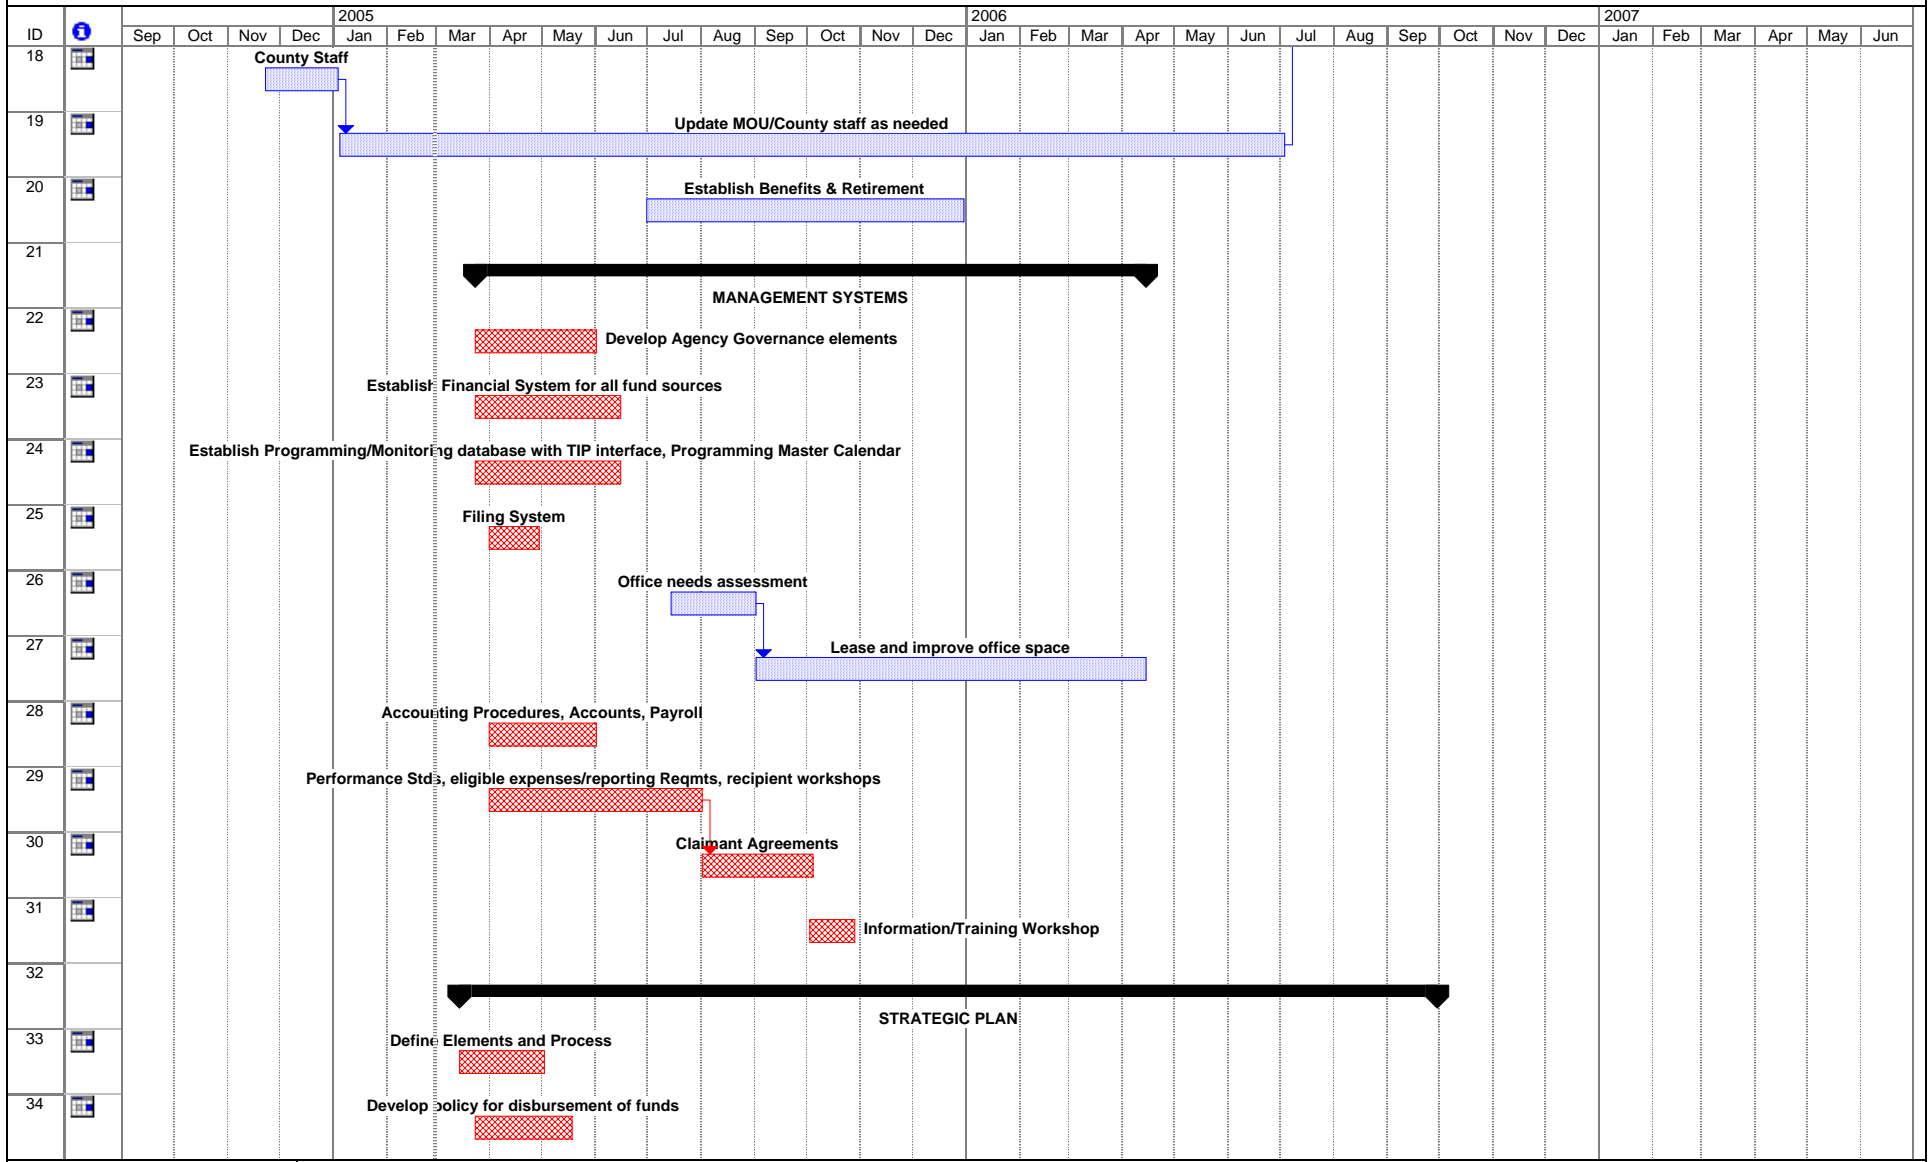 2005 2006 2007
ID Sep Oct Nov Dec Jan Feb Mar Apr May Jun Jul Aug Sep Oct Nov Dec Jan Feb Mar Apr May Jun Jul Aug Sep Oct Nov Dec Jan Feb Mar Apr May Jun
18 County Staff
19 Update MOU/County staff as needed
20 Establish Benefits & Retirement
21
MANAGEMENT SYSTEMS
22 Develop Agency Governance elements
23 Establish Financial System for all fund sources
24 Establish Programming/Monitoring database with TIP interface, Programming Master Calendar
25 Filing System
26 Office needs assessment
27 Lease and improve office space
28 Accounting Procedures, Accounts, Payroll
29 Performance Stds, eligible expenses/reporting Reqmts, recipient workshops
30 Claimant Agreements
31 Information/Training Workshop
32
STRATEGIC PLAN
33 Define Elements and Process
34 Develop policy for disbursement of funds